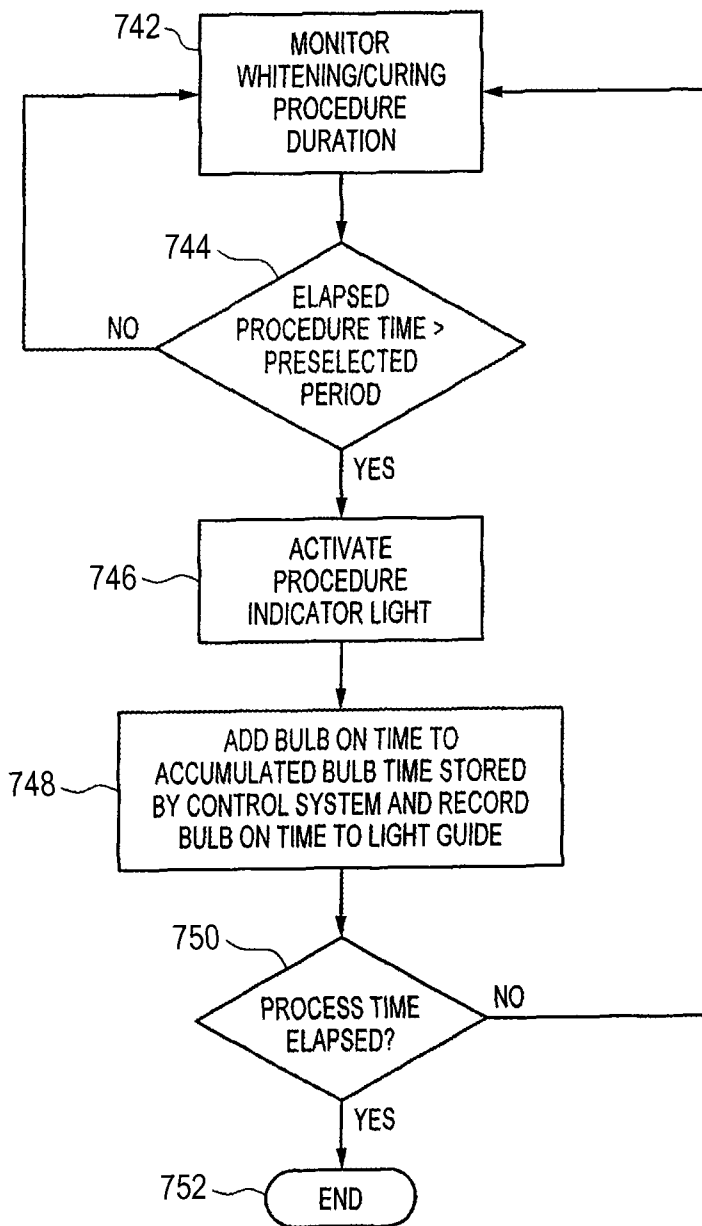 742
MONITOR
WHITENING/CURING
PROCEDURE
DURATION
744
ELAPSED
PROCEDURE TIME >
PRESELECTED
PERIOD
NO
YES
746
ACTIVATE
PROCEDURE
INDICATOR LIGHT
748
ADD BULB ON TIME TO
ACCUMULATED BULB TIME STORED
BY CONTROL SYSTEM AND RECORD
BULB ON TIME TO LIGHT GUIDE
750
PROCESS TIME
ELAPSED?
NO
YES
752
END